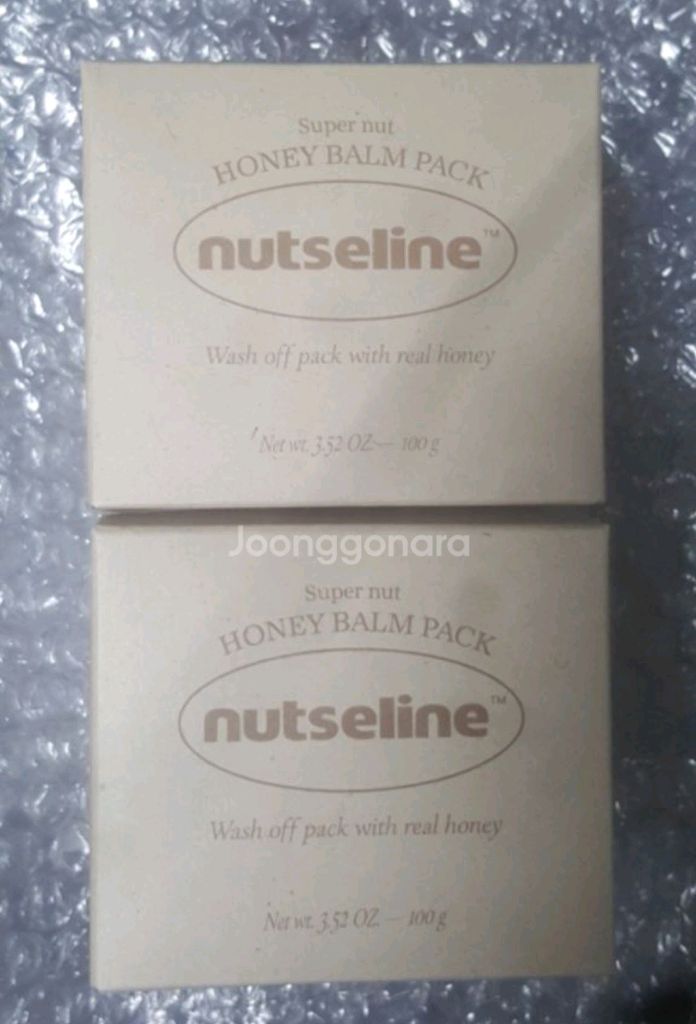 Super nut
HONEY BALM PACK
nutseline™
Wash off pack with real honey
Net wt. 3.52 OZ — 100 g
Joonggonara
Super nut
HONEY BALM PACK
nutseline™
Wash off pack with real honey
Net wt. 3.52 OZ. — 100 g